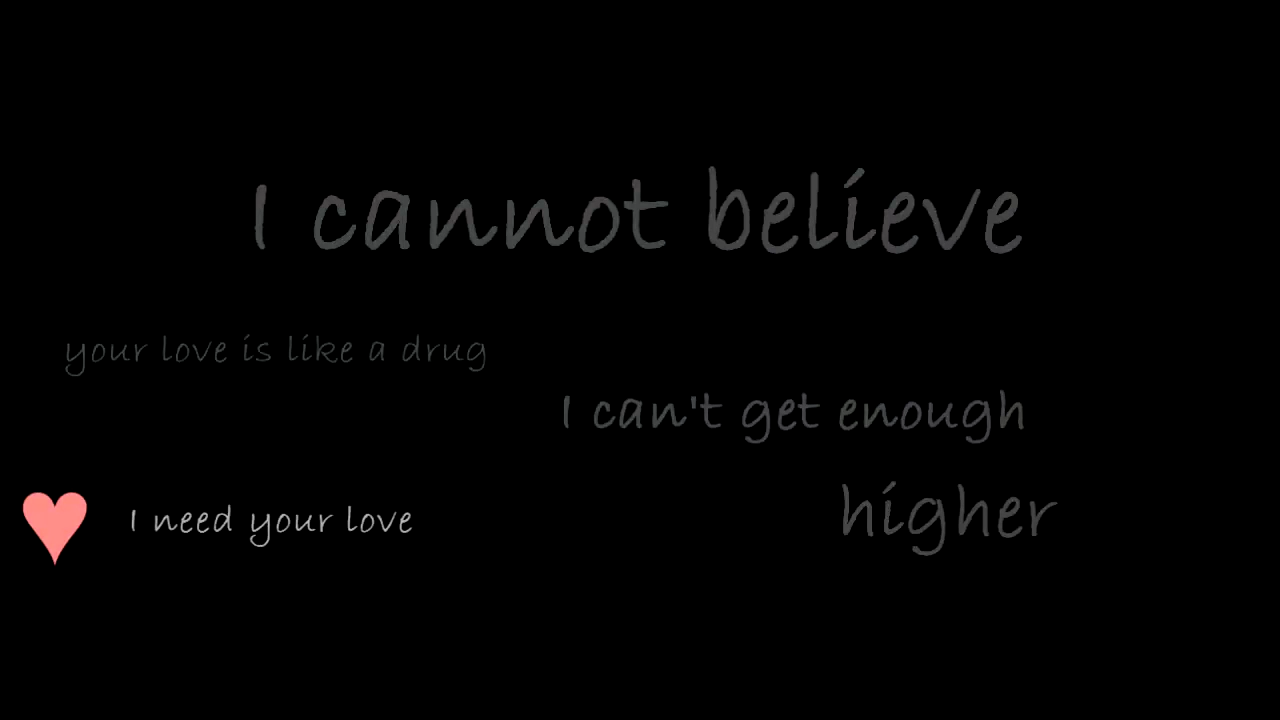 I cannot believe
your love is like a drug
I can't get enough
higher
I need your love